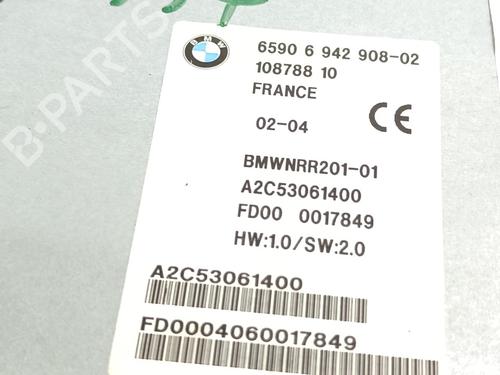 BMW
6590 6 942 908-02
108788 10
FRANCE
02-04
CE
BMWNRR201-01
A2C53061400
FD00 0017849
HW:1.0/SW:2.0
A2C53061400
FD0004060017849
B-PARTS